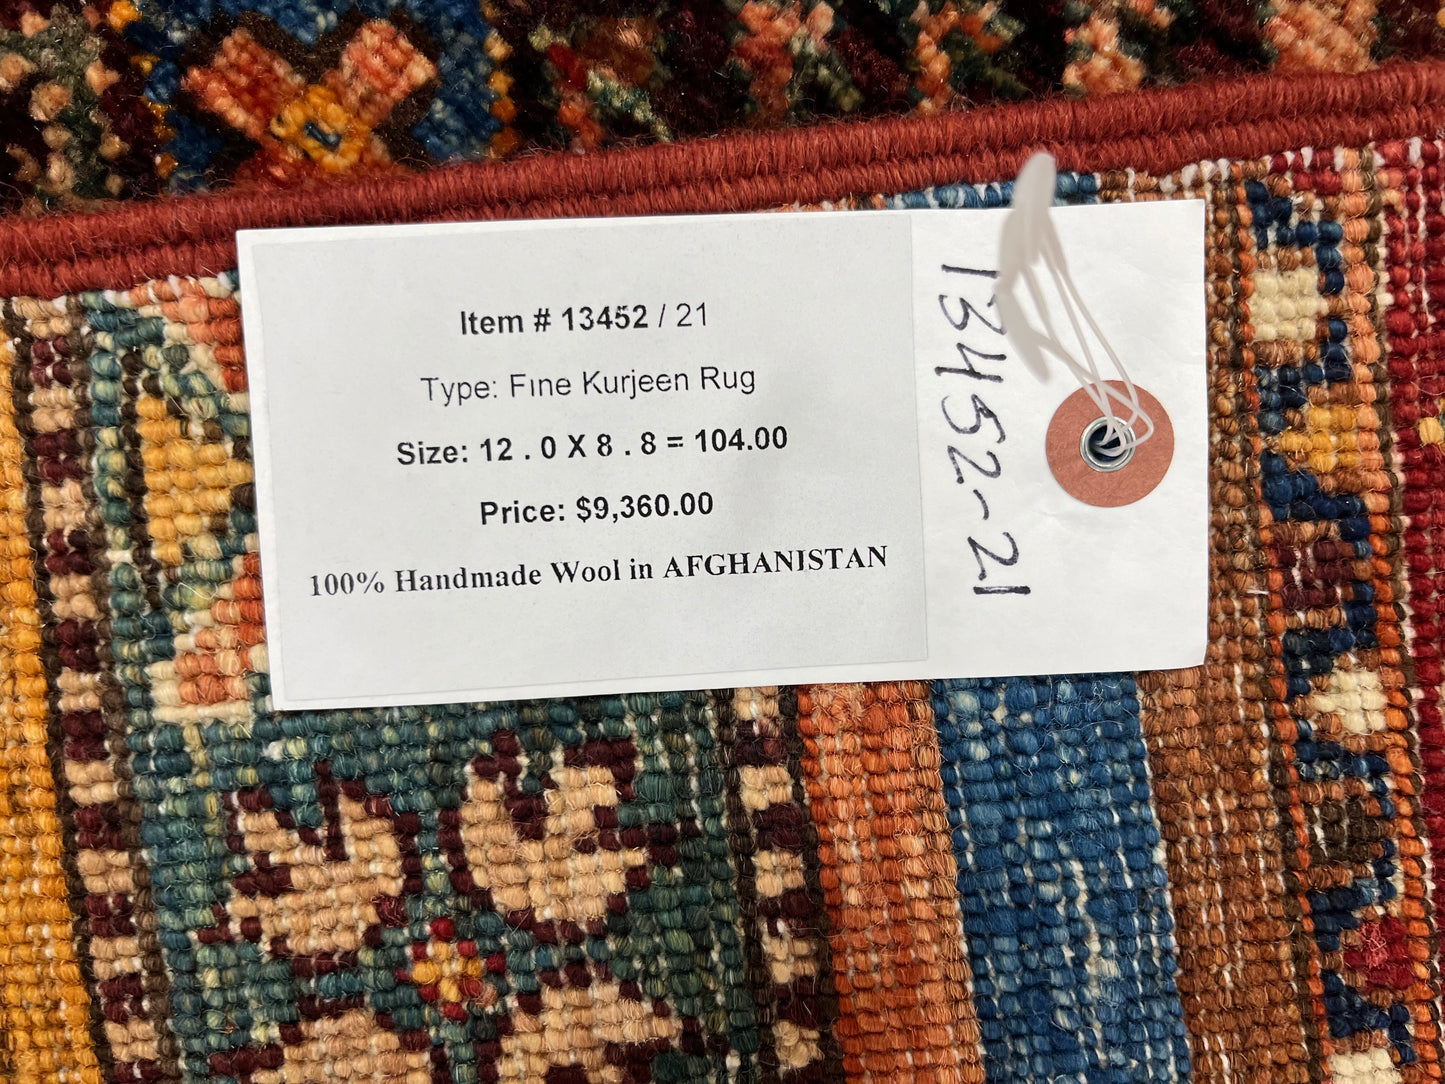 Item # 13452 / 21
Type: Fine Kurjeen Rug
Size: 12 . 0 X 8 . 8 = 104.00
Price: $9,360.00
100% Handmade Wool in AFGHANISTAN
13452-21